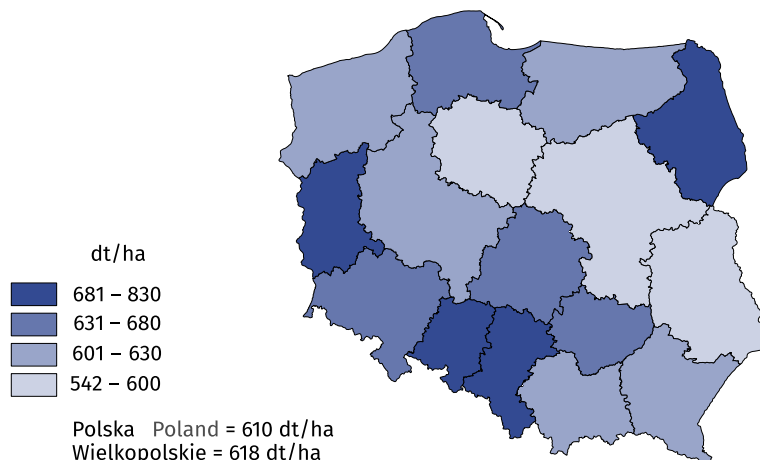 dt/ha
681 – 830
631 – 680
601 – 630
542 – 600
Polska Poland = 610 dt/ha
Wielkopolskie = 618 dt/ha